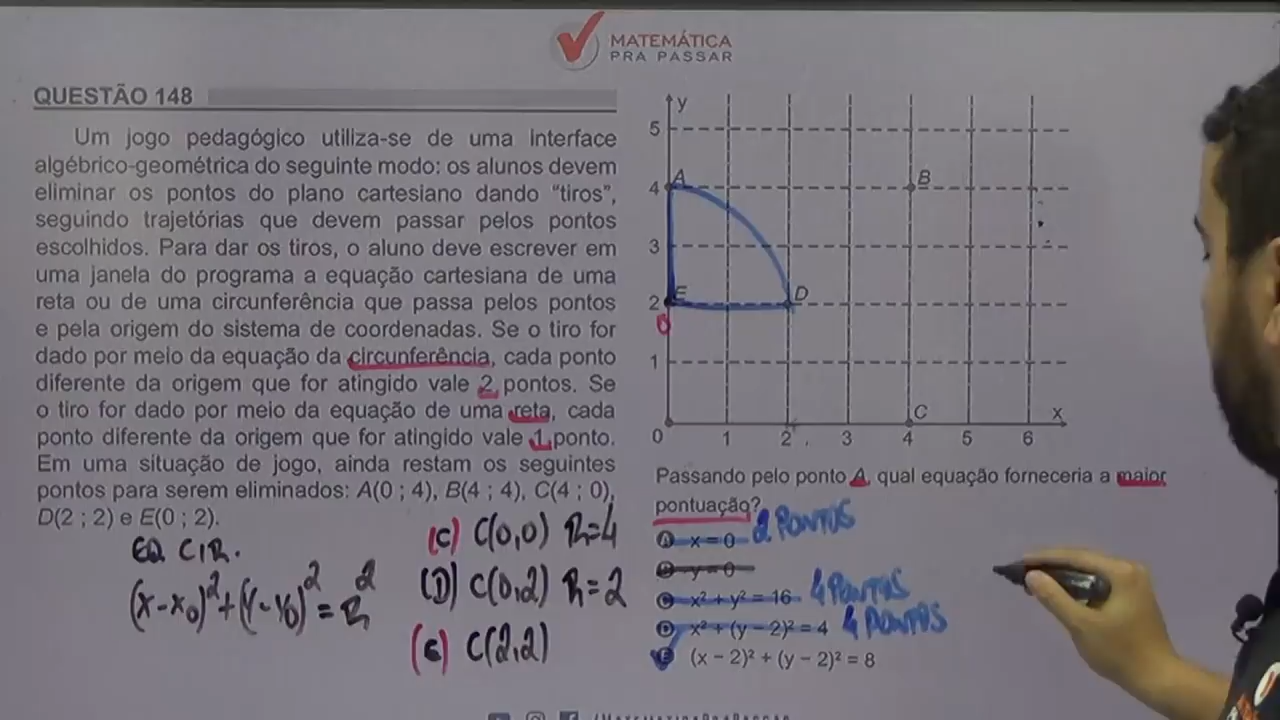 MATEMÁTICA
PRA PASSAR
QUESTÃO 148
Um jogo pedagógico utiliza-se de uma interface
algébrico-geométrica do seguinte modo: os alunos devem
eliminar os pontos do plano cartesiano dando “tiros”,
seguindo trajetórias que devem passar pelos pontos
escolhidos. Para dar os tiros, o aluno deve escrever em
uma janela do programa a equação cartesiana de uma
reta ou de uma circunferência que passa pelos pontos
e pela origem do sistema de coordenadas. Se o tiro for
dado por meio da equação da circunferência, cada ponto
diferente da origem que for atingido vale 2 pontos. Se
o tiro for dado por meio da equação de uma reta, cada
ponto diferente da origem que for atingido vale 1 ponto.
Em uma situação de jogo, ainda restam os seguintes
pontos para serem eliminados: A(0 ; 4), B(4 ; 4), C(4 ; 0),
D(2 ; 2) e E(0 ; 2).
EQ CIR.
(x-x0)²+(y-y0)²=R²
(C) C(0,0) R=4
(D) C(0,2) R=2
(E) C(2,2)
y
5
4 A B
3
2 E D
0
1
C x
0 1 2 3 4 5 6
Passando pelo ponto A, qual equação forneceria a maior
pontuação?
A x = 0 2 PONTOS
B y = 0
C x² + y² = 16 4 PONTOS
D x² + (y – 2)² = 4 4 PONTOS
E (x – 2)² + (y – 2)² = 8
/MATEMATICAPRAPASSAR